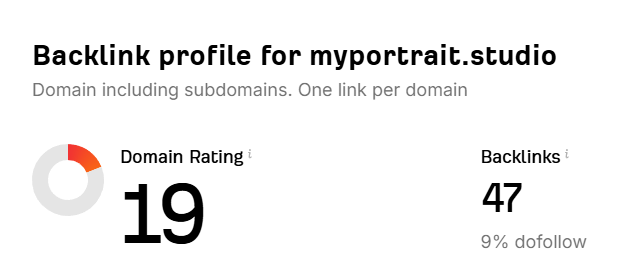 Backlink profile for myportrait.studio
Domain including subdomains. One link per domain
Domain Rating i
19
Backlinks i
47
9% dofollow